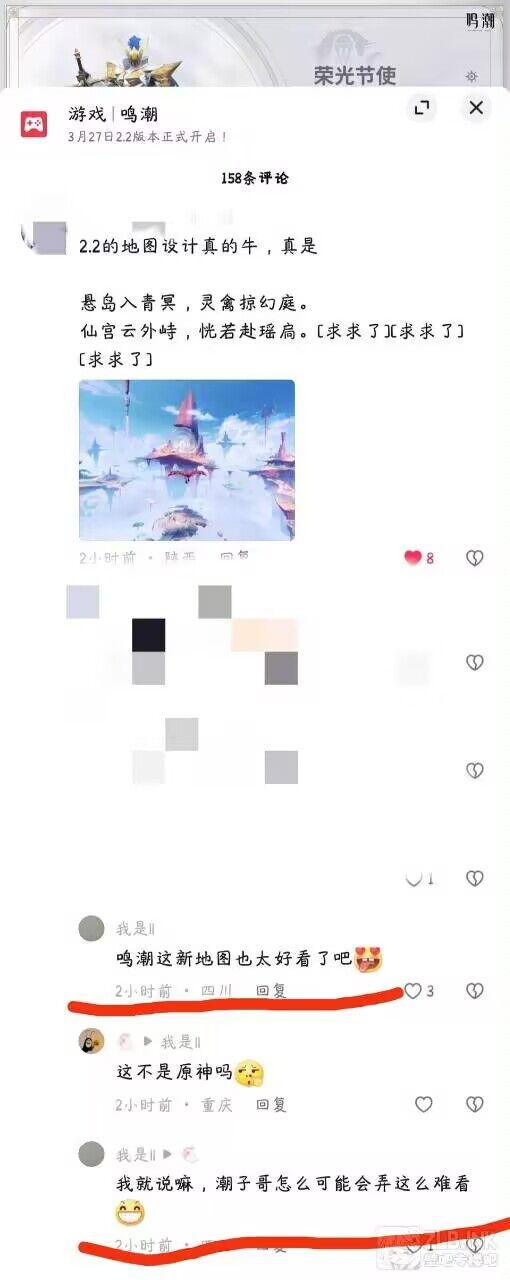 鸣潮
荣光节使
游戏|鸣潮
3月27日2.2版本正式开启！
158条评论
2.2的地图设计真的牛，真是
悬岛入青冥，灵禽掠幻庭。
仙宫云外峙，恍若赴瑶扃。[求求了][求求了]
[求求了]
2小时前 · 陕西 回复
8
1
我是||
鸣潮这新地图也太好看了吧
2小时前 · 四川 回复
3
我是||
这不是原神吗
2小时前 · 重庆 回复
我是||
我就说嘛，潮子哥怎么可能会弄这么难看
2小时前
1